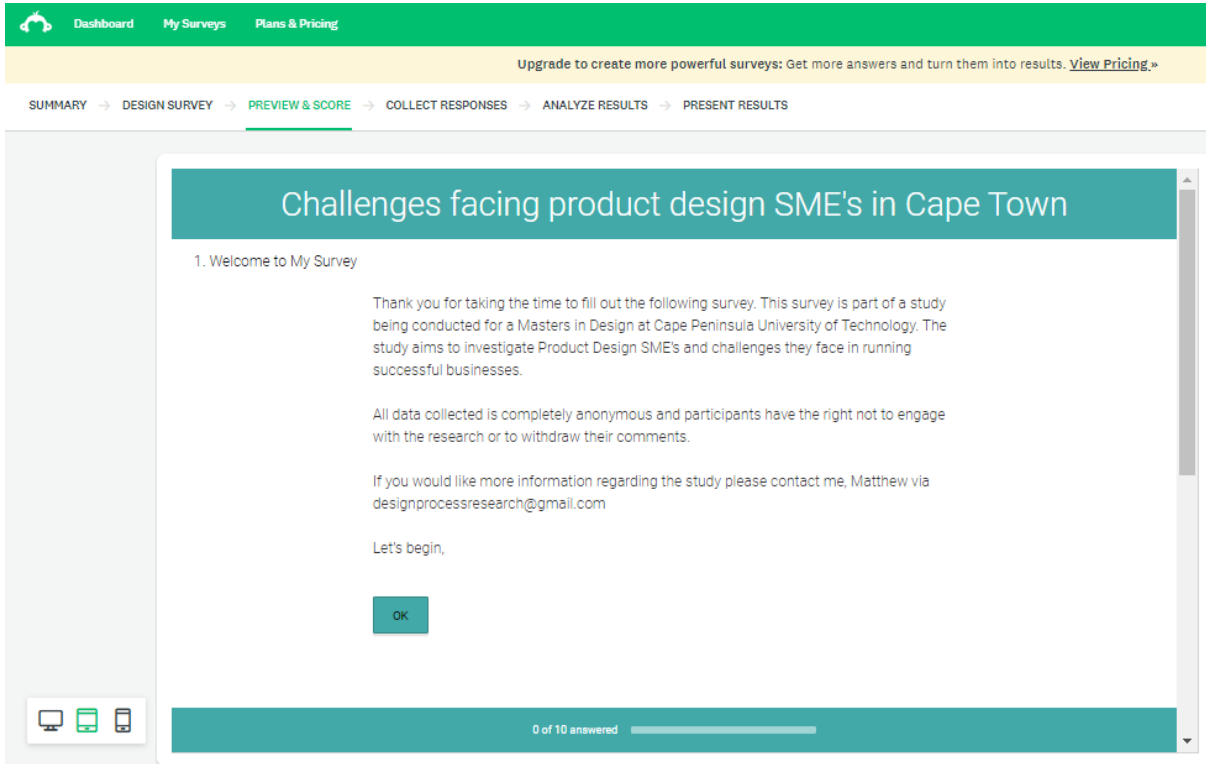 Dashboard My Surveys Plans & Pricing
Upgrade to create more powerful surveys: Get more answers and turn them into results. View Pricing »
SUMMARY → DESIGN SURVEY → PREVIEW & SCORE → COLLECT RESPONSES → ANALYZE RESULTS → PRESENT RESULTS
Challenges facing product design SME's in Cape Town
1. Welcome to My Survey
Thank you for taking the time to fill out the following survey. This survey is part of a study
being conducted for a Masters in Design at Cape Peninsula University of Technology. The
study aims to investigate Product Design SME's and challenges they face in running
successful businesses.
All data collected is completely anonymous and participants have the right not to engage
with the research or to withdraw their comments.
If you would like more information regarding the study please contact me, Matthew via
designprocessresearch@gmail.com
Let's begin,
OK
0 of 10 answered